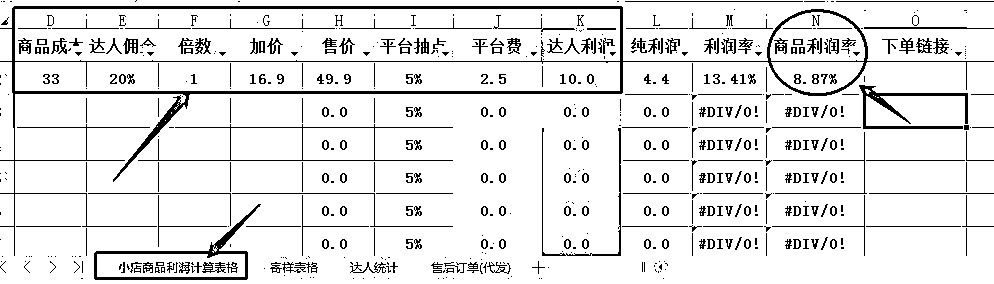 D E F G H I J K L M N O
商品成本 达人佣金 倍数 加价 售价 平台抽点 平台费 达人利润 纯利润 利润率 商品利润率 下单链接
33 20% 1 16.9 49.9 5% 2.5 10.0 4.4 13.41% 8.87%
0.0 5% 0.0 0.0 0.0 #DIV/0! #DIV/0!
0.0 5% 0.0 0.0 0.0 #DIV/0! #DIV/0!
0.0 5% 0.0 0.0 0.0 #DIV/0! #DIV/0!
0.0 5% 0.0 0.0 0.0 #DIV/0! #DIV/0!
0.0 5% 0.0 0.0 0.0 #DIV/0! #DIV/0!
小店商品利润计算表格 寄样表格 达人统计 售后订单(代发)